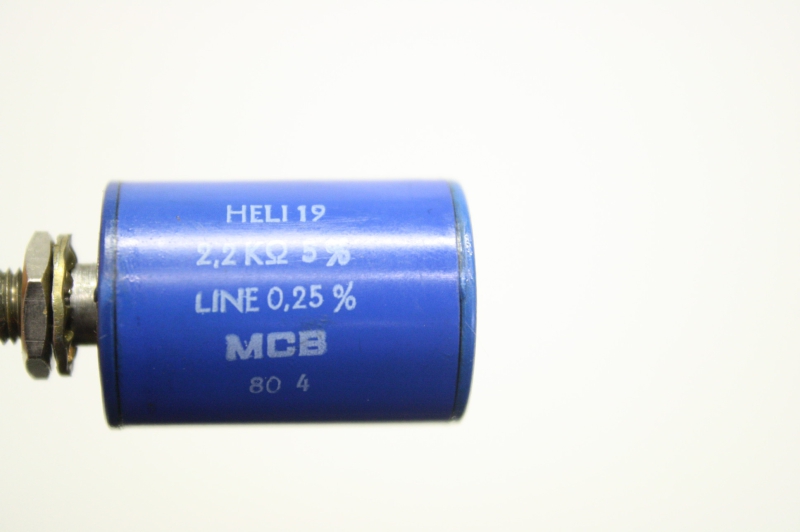 HELI 19
2,2 KΩ 5 %
LINE 0,25 %
MCB
80 4